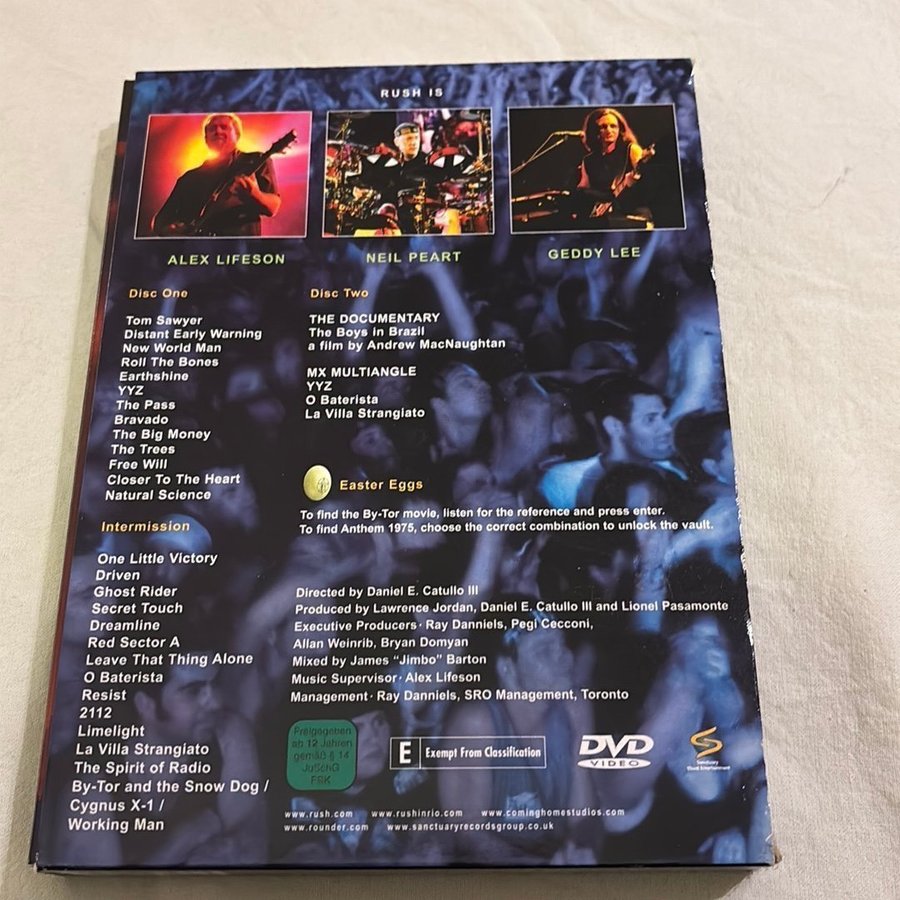 RUSH IS
ALEX LIFESON
NEIL PEART
GEDDY LEE
Disc One
Tom Sawyer
Distant Early Warning
New World Man
Roll The Bones
Earthshine
YYZ
The Pass
Bravado
The Big Money
The Trees
Free Will
Closer To The Heart
Natural Science
Intermission
One Little Victory
Driven
Ghost Rider
Secret Touch
Dreamline
Red Sector A
Leave That Thing Alone
O Baterista
Resist
2112
Limelight
La Villa Strangiato
The Spirit of Radio
By-Tor and the Snow Dog /
Cygnus X-1 /
Working Man
Disc Two
THE DOCUMENTARY
The Boys in Brazil
a film by Andrew MacNaughtan
MX MULTIANGLE
YYZ
O Baterista
La Villa Strangiato
Easter Eggs
To find the By-Tor movie, listen for the reference and press enter.
To find Anthem 1975, choose the correct combination to unlock the vault.
Directed by Daniel E. Catullo III
Produced by Lawrence Jordan, Daniel E. Catullo III and Lionel Pasamonte
Executive Producers · Ray Danniels, Pegi Cecconi,
Allan Weinrib, Bryan Domyan
Mixed by James “Jimbo” Barton
Music Supervisor · Alex Lifeson
Management · Ray Danniels, SRO Management, Toronto
Freigegeben
ab 12 Jahren
gemäß § 14
JuSchG
FSK
E Exempt From Classification
DVD
VIDEO
Sanctuary
Visual Entertainment
www.rush.com www.rushinrio.com www.cominghomestudios.com
www.rounder.com www.sanctuaryrecordsgroup.co.uk